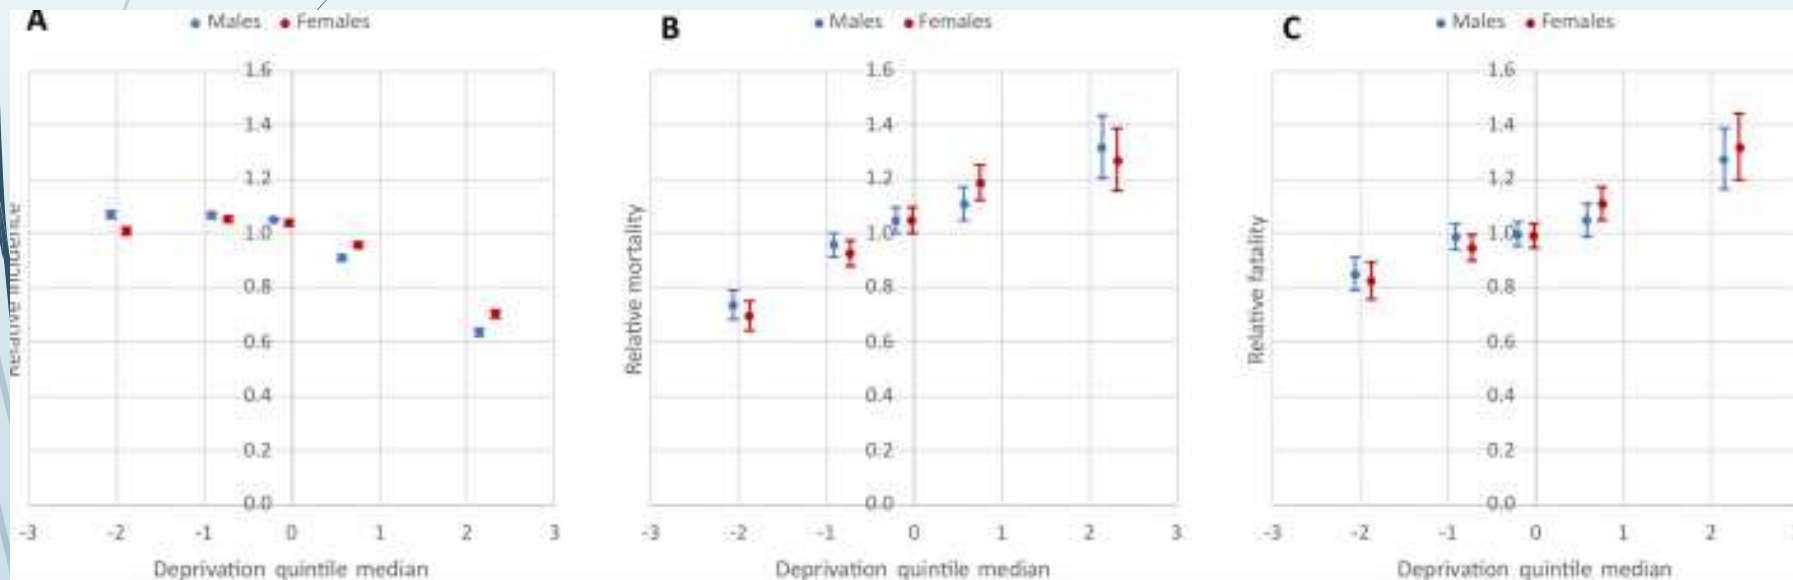 A
Males Females
1.6
1.4
1.2
1.0
0.8
0.6
0.4
0.2
0.0
-3 -2 -1 0 1 2 3
Relative incidence
Deprivation quintile median
B
Males Females
1.6
1.4
1.2
1.0
0.8
0.6
0.4
0.2
0.0
-3 -2 -1 0 1 2 3
Relative mortality
Deprivation quintile median
C
Males Females
1.6
1.4
1.2
1.0
0.8
0.6
0.4
0.2
0.0
-3 -2 -1 0 1 2
Relative fatality
Deprivation quintile median